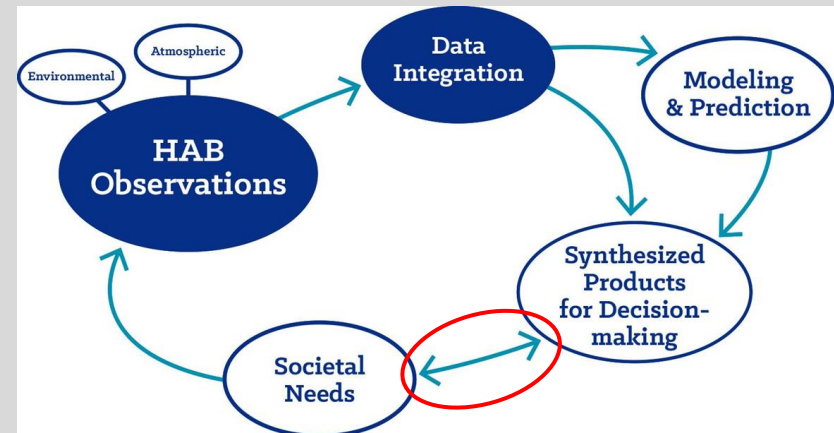 Environmental
Atmospheric
HAB
Observations
Data
Integration
Modeling
& Prediction
Synthesized
Products
for Decision-
making
Societal
Needs